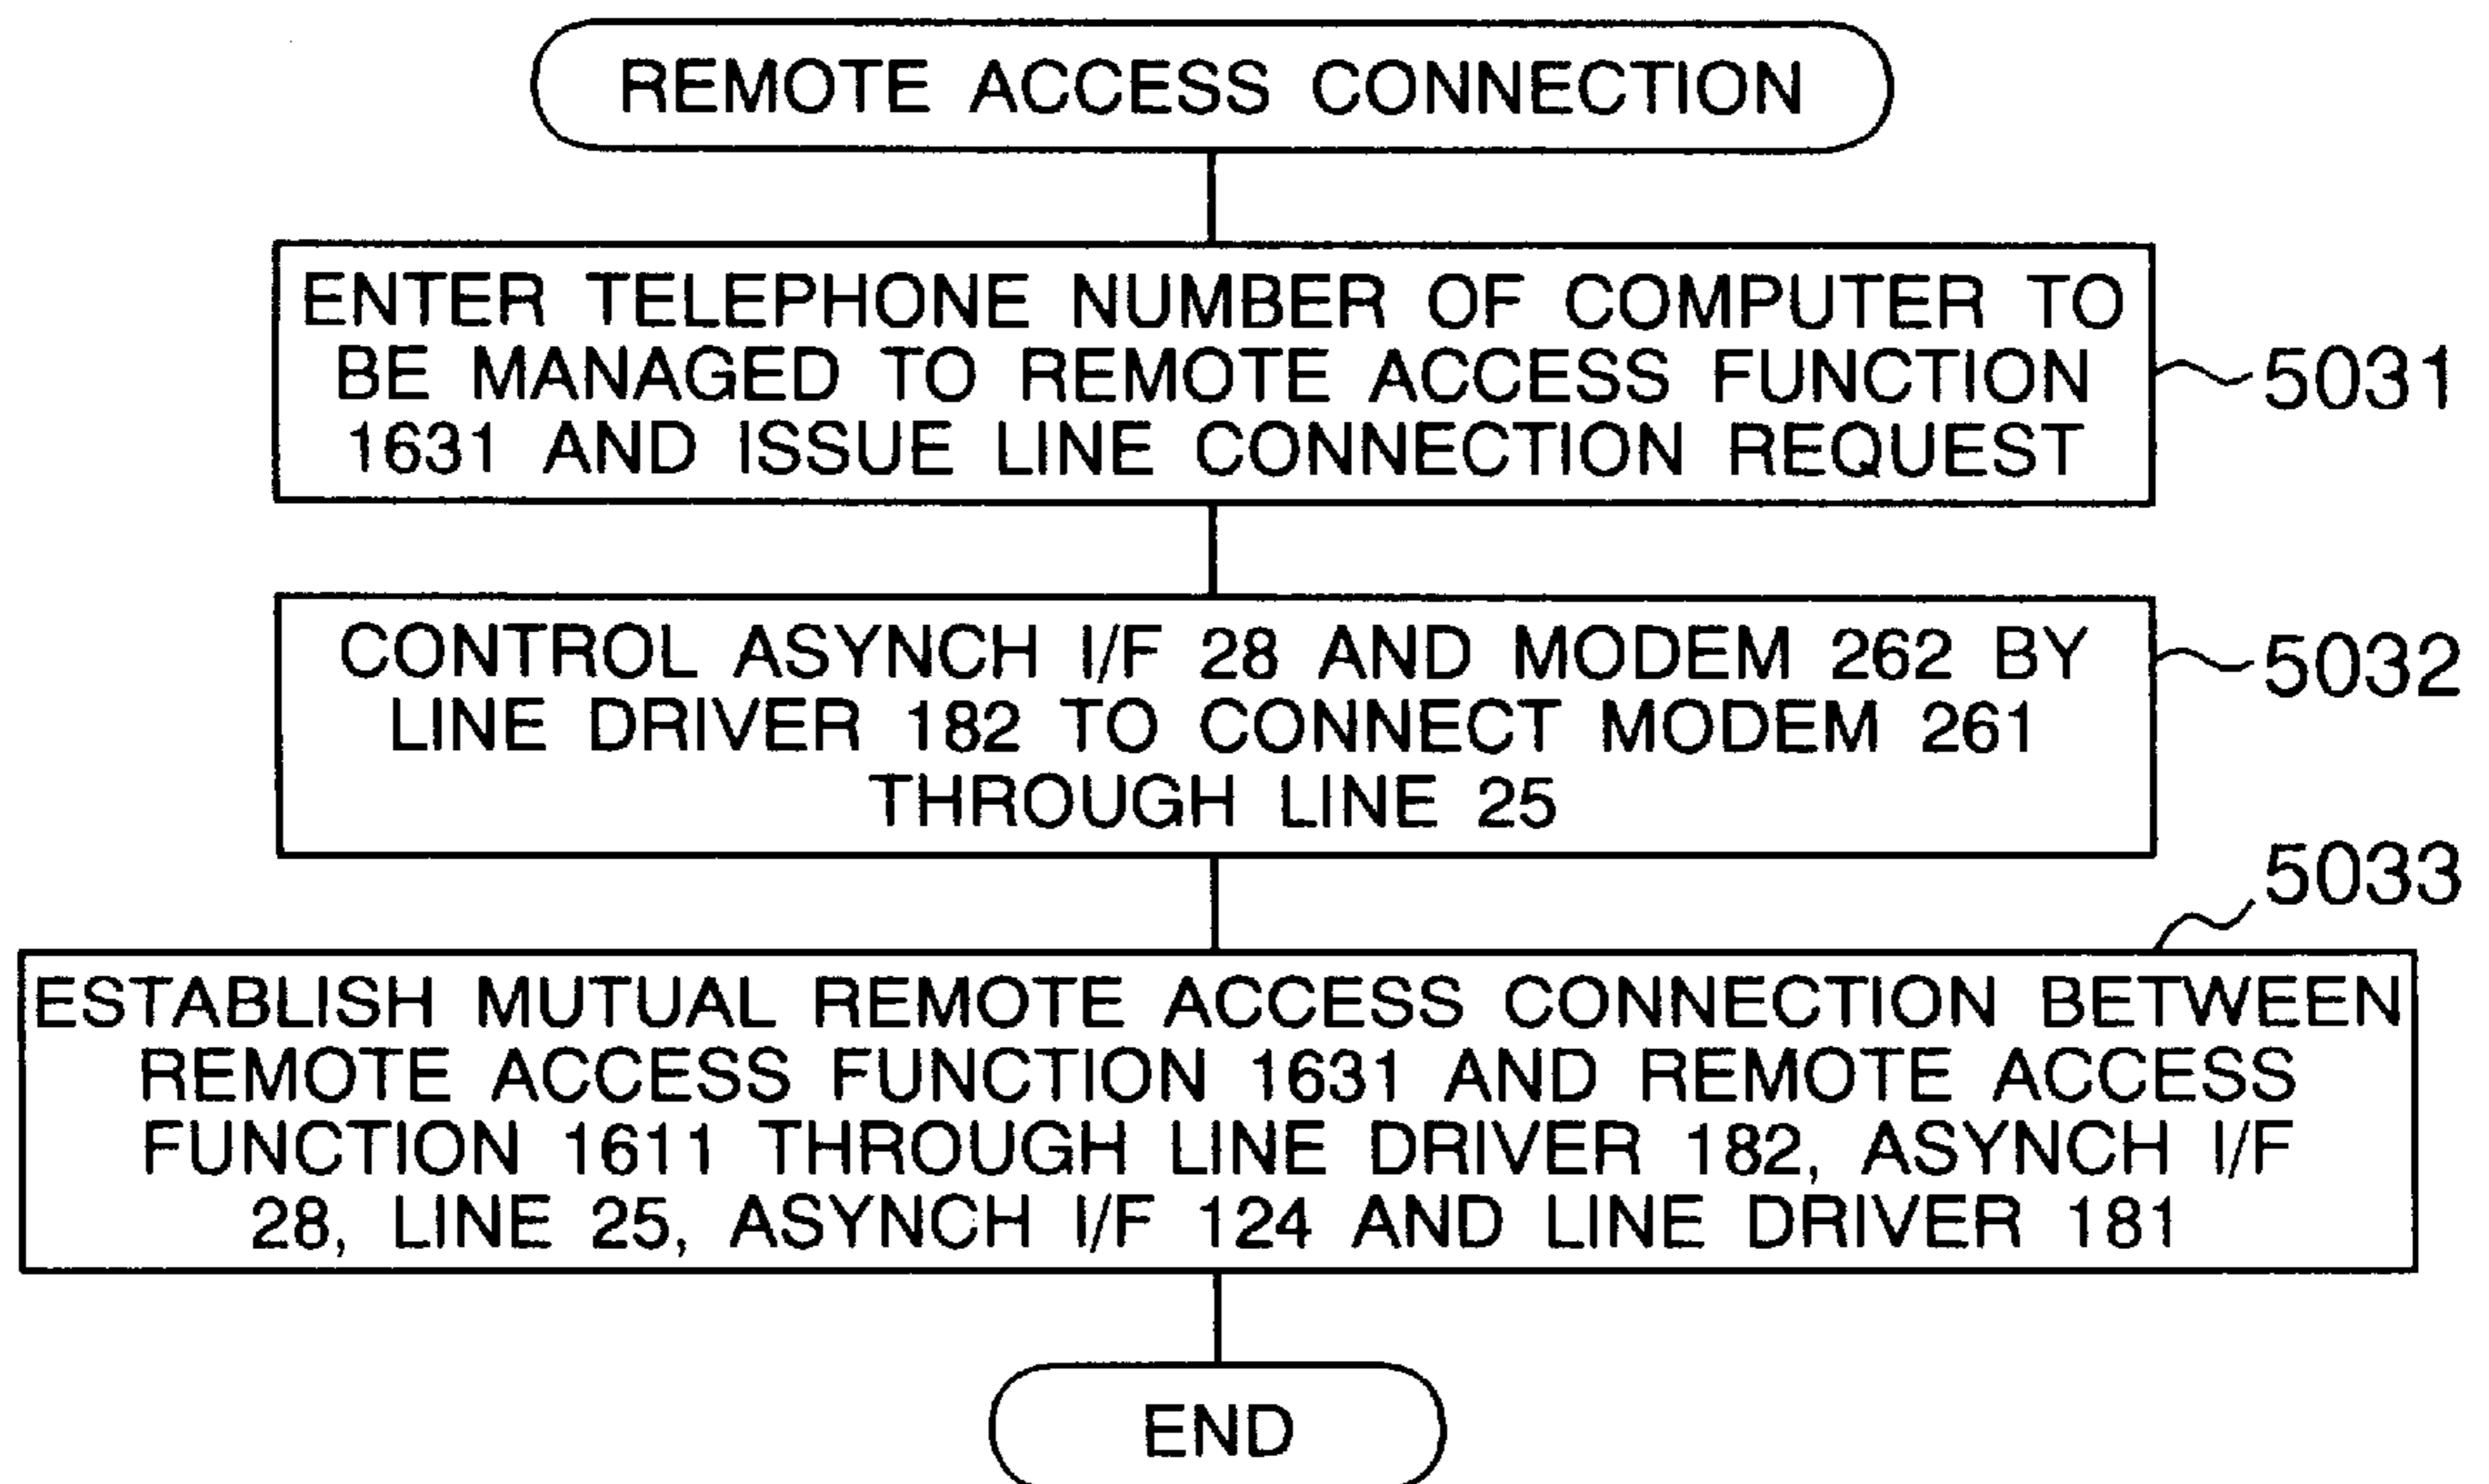 REMOTE ACCESS CONNECTION
ENTER TELEPHONE NUMBER OF COMPUTER TO
BE MANAGED TO REMOTE ACCESS FUNCTION
1631 AND ISSUE LINE CONNECTION REQUEST
5031
CONTROL ASYNCH I/F 28 AND MODEM 262 BY
LINE DRIVER 182 TO CONNECT MODEM 261
THROUGH LINE 25
5032
5033
ESTABLISH MUTUAL REMOTE ACCESS CONNECTION BETWEEN
REMOTE ACCESS FUNCTION 1631 AND REMOTE ACCESS
FUNCTION 1611 THROUGH LINE DRIVER 182, ASYNCH I/F
28, LINE 25, ASYNCH I/F 124 AND LINE DRIVER 181
END